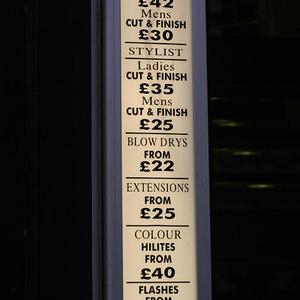 £42
Mens
CUT & FINISH
£30
STYLIST
Ladies
CUT & FINISH
£35
Mens
CUT & FINISH
£25
BLOW DRYS
FROM
£22
EXTENSIONS
FROM
£25
COLOUR
HILITES
FROM
£40
FLASHES
FROM